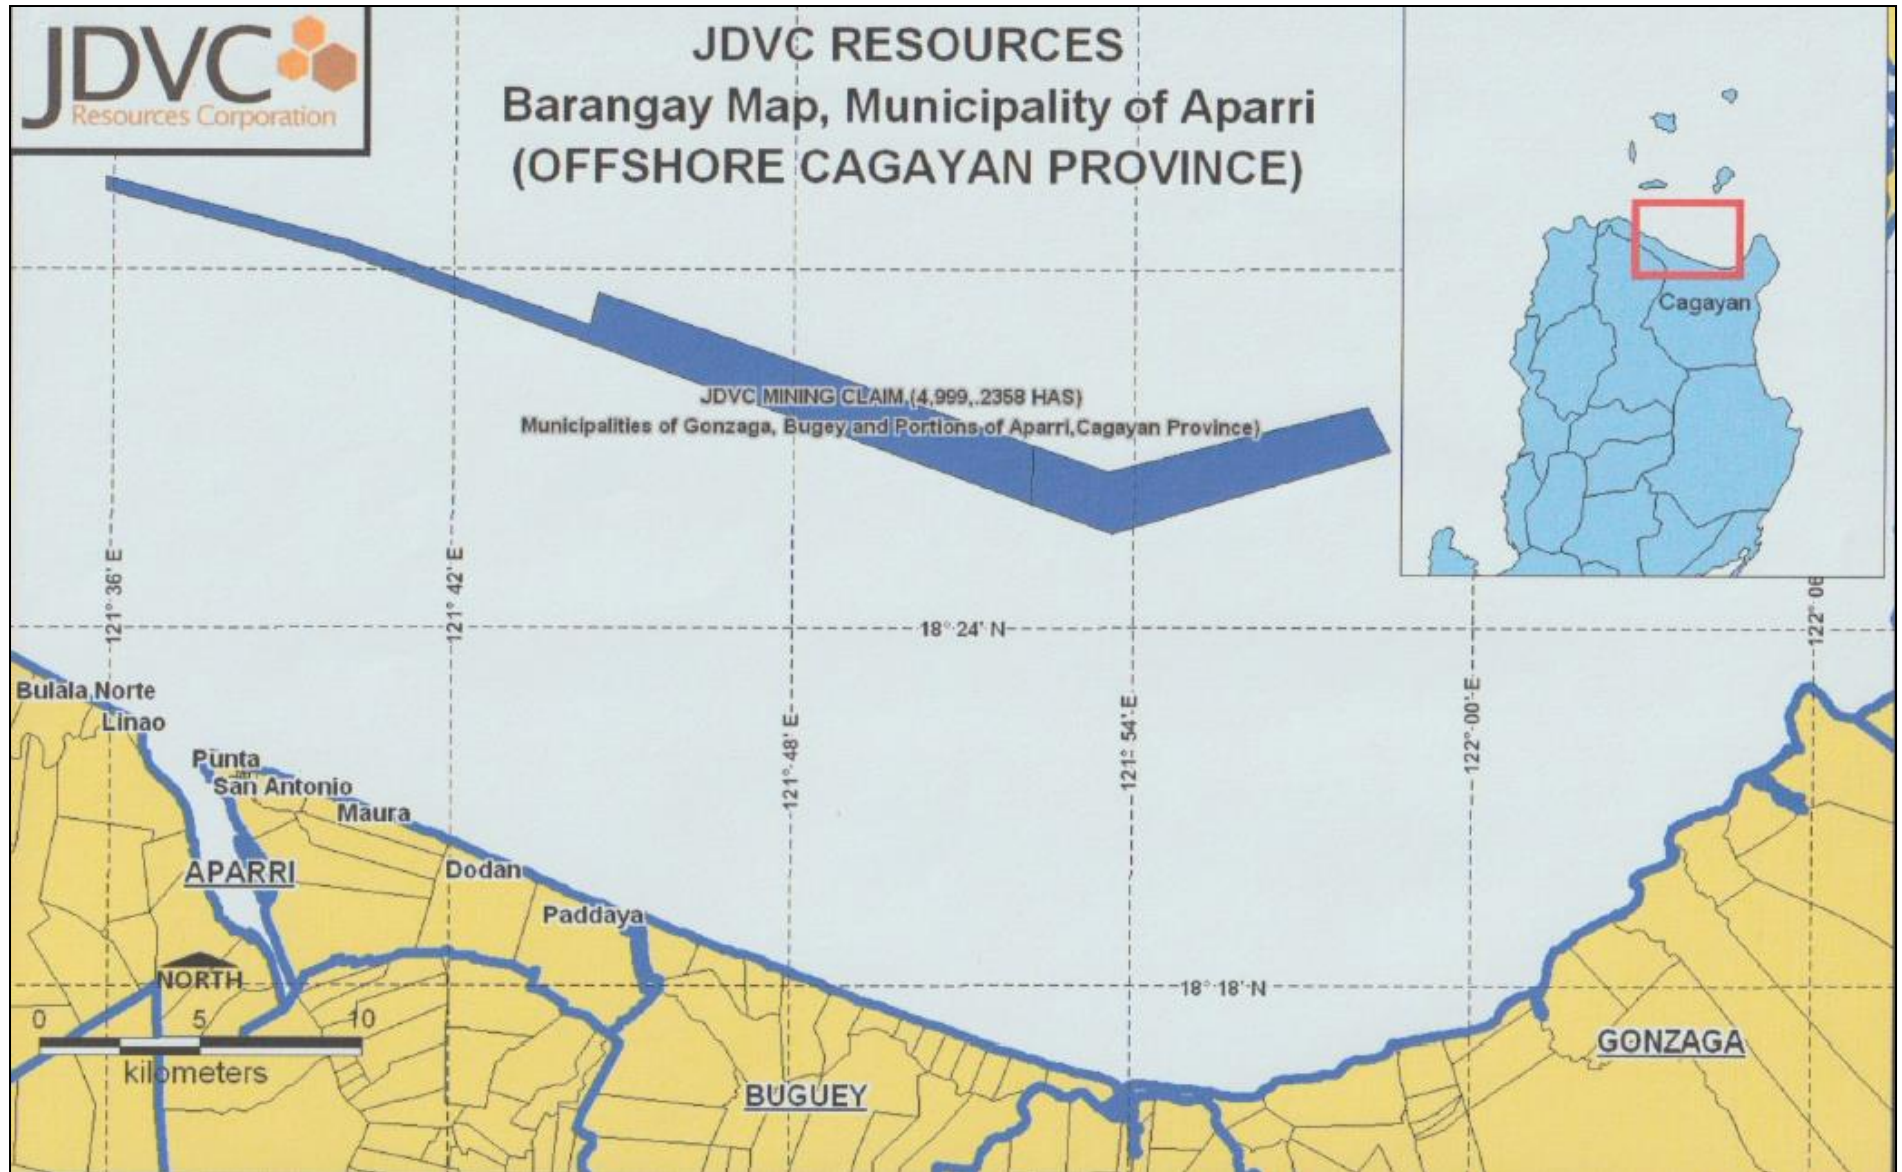 JDVC
Resources Corporation
JDVC RESOURCES
Barangay Map, Municipality of Aparri
(OFFSHORE CAGAYAN PROVINCE)
Cagayan
JDVC MINING CLAIM (4,999,.2358 HAS)
Municipalities of Gonzaga, Bugey and Portions of Aparri,Cagayan Province)
121° 36' E
121° 42' E
121° 48' E
121° 54' E
122° 00' E
122° 06
18° 24' N
Bulala Norte
Linao
Punta
San Antonio
Maura
APARRI
Dodan
Paddaya
NORTH
18° 18' N
0 5 10
kilometers
BUGUEY
GONZAGA